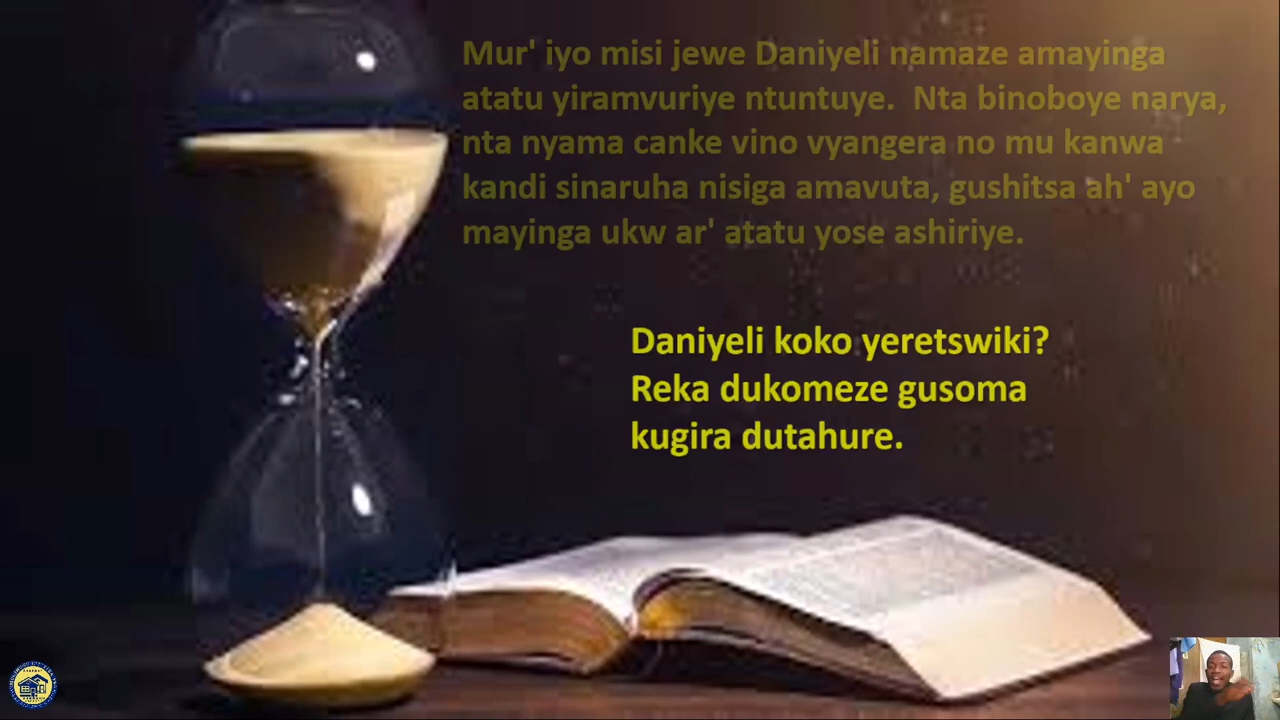 Mur' iyo misi jewe Daniyeli namaze amayinga
atatu yiramvuriye ntuntuye.  Nta binoboye narya,
nta nyama canke vino vyangera no mu kanwa
kandi sinaruha nisiga amavuta, gushitsa ah' ayo
mayinga ukw ar' atatu yose ashiriye.
Daniyeli koko yeretswiki?
Reka dukomeze gusoma
kugira dutahure.